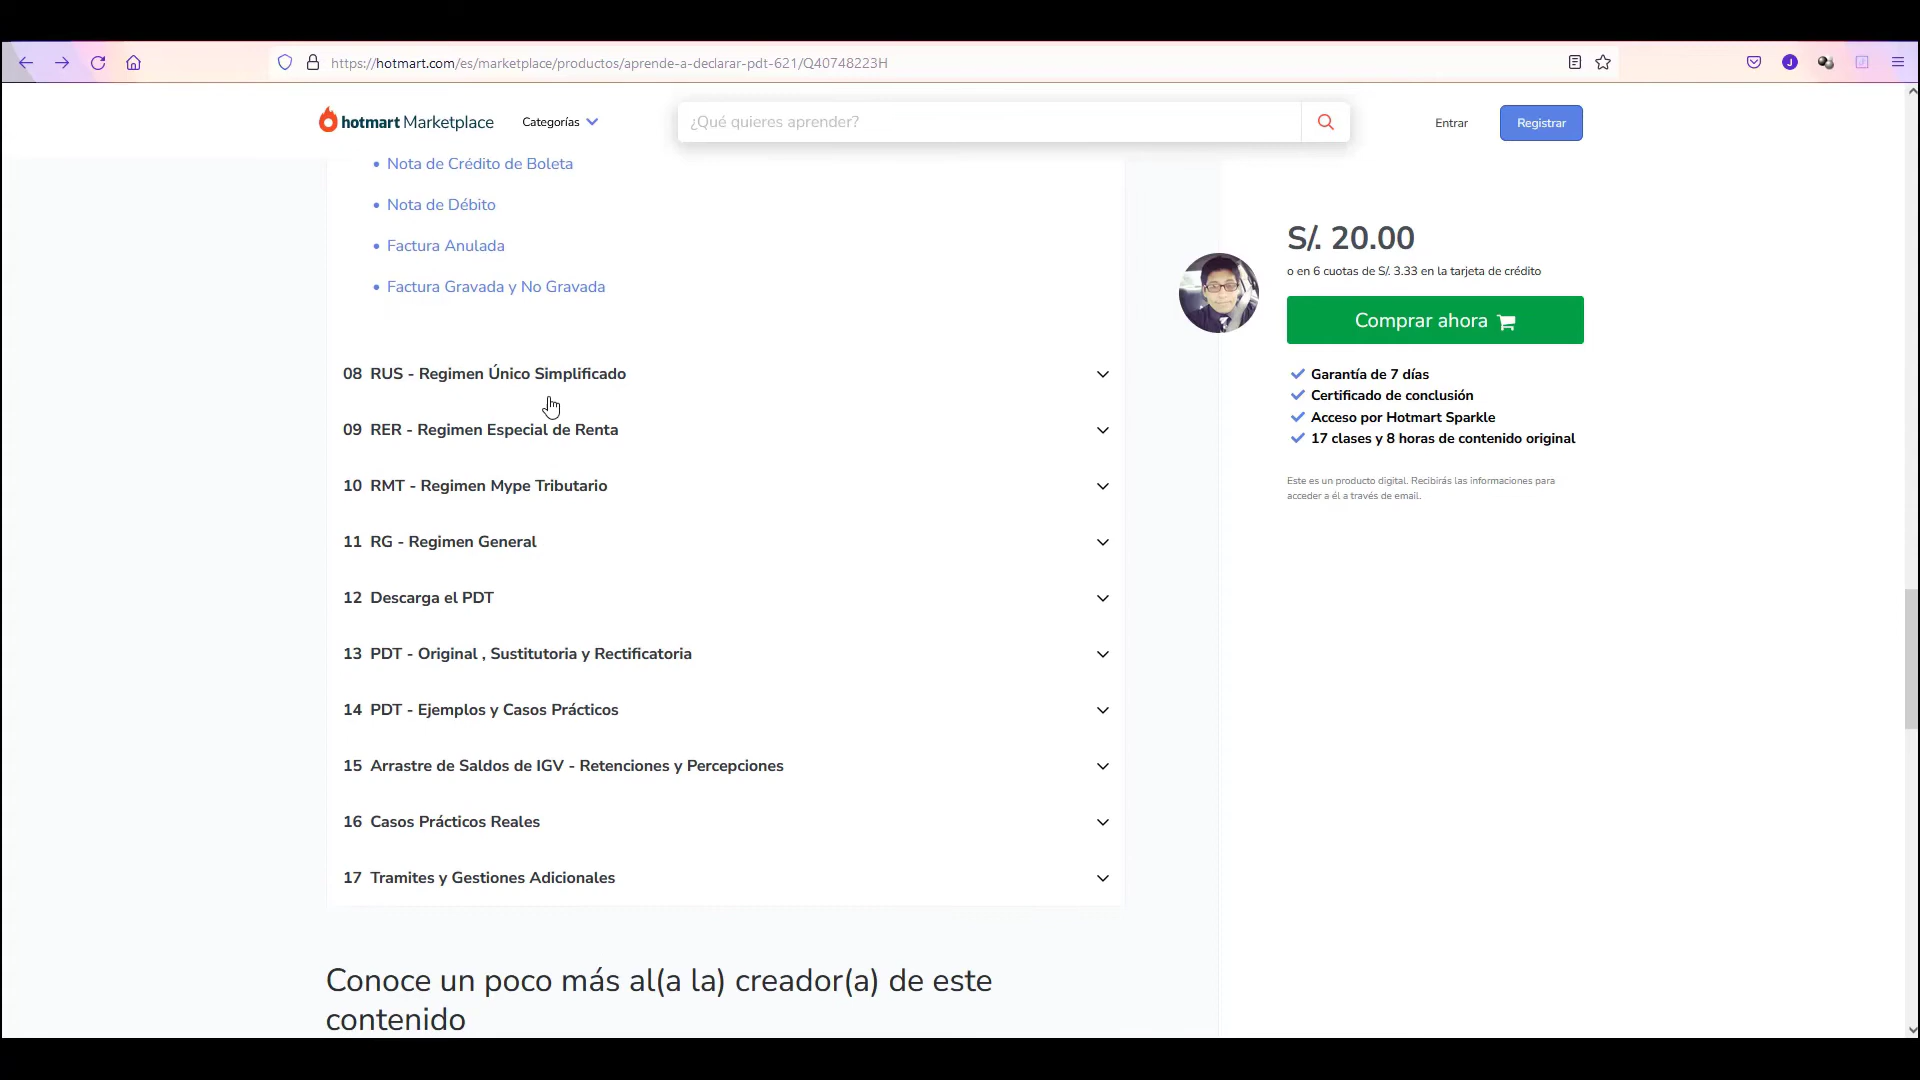 https://hotmart.com/es/marketplace/productos/aprende-a-declarar-pdt-621/Q40748223H
J
hotmart Marketplace
Categorías
¿Qué quieres aprender?
Entrar
Registrar
• Nota de Crédito de Boleta
• Nota de Débito
• Factura Anulada
• Factura Gravada y No Gravada
08 RUS - Regimen Único Simplificado
09 RER - Regimen Especial de Renta
10 RMT - Regimen Mype Tributario
11 RG - Regimen General
12 Descarga el PDT
13 PDT - Original , Sustitutoria y Rectificatoria
14 PDT - Ejemplos y Casos Prácticos
15 Arrastre de Saldos de IGV - Retenciones y Percepciones
16 Casos Prácticos Reales
17 Tramites y Gestiones Adicionales
Conoce un poco más al(a la) creador(a) de este
contenido
S/. 20.00
o en 6 cuotas de S/. 3.33 en la tarjeta de crédito
Comprar ahora
Garantía de 7 días
Certificado de conclusión
Acceso por Hotmart Sparkle
17 clases y 8 horas de contenido original
Este es un producto digital. Recibirás las informaciones para
acceder a él a través de email.